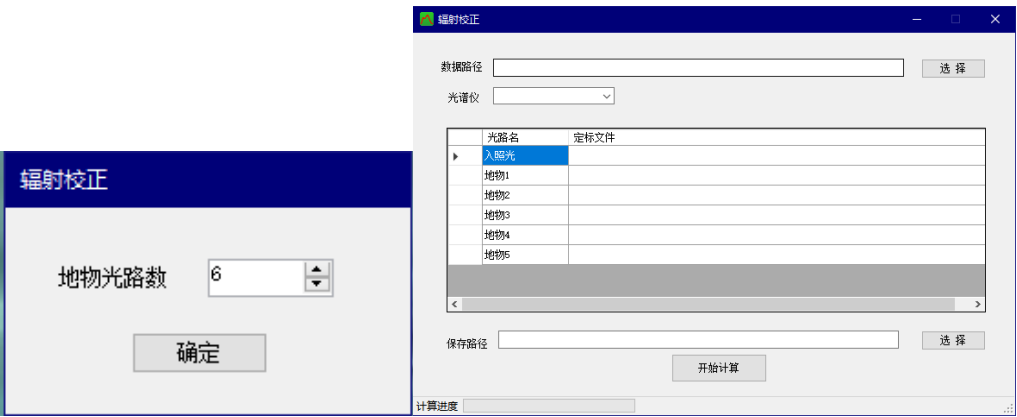 辐射校正
地物光路数 6
确定
辐射校正
数据路径 选择
光谱仪
光路名 定标文件
入照光
地物1
地物2
地物3
地物4
地物5
保存路径 选择
开始计算
计算进度